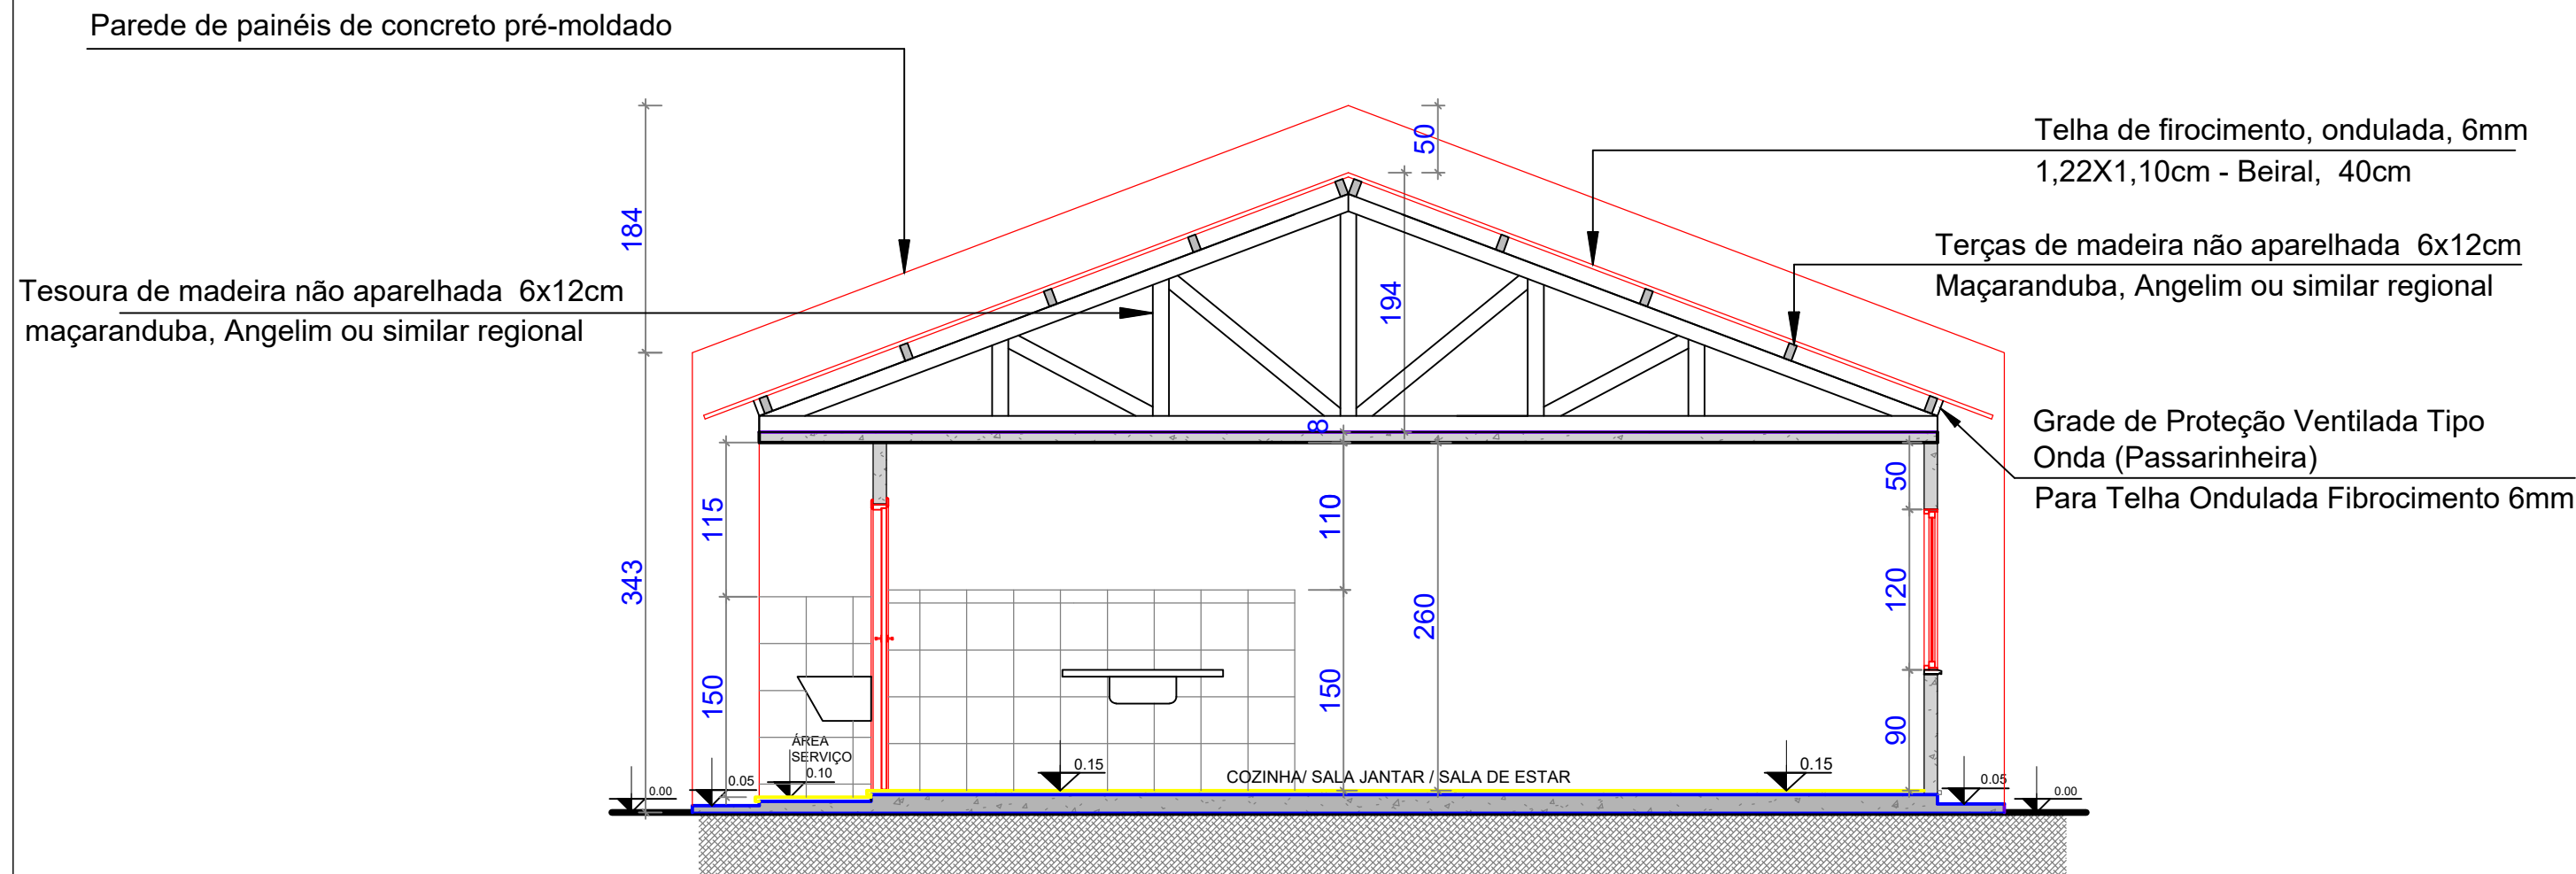 Parede de painéis de concreto pré-moldado
50
Telha de firocimento, ondulada, 6mm
1,22X1,10cm - Beiral,  40cm
184
Terças de madeira não aparelhada  6x12cm
Maçaranduba, Angelim ou similar regional
Tesoura de madeira não aparelhada  6x12cm
maçaranduba, Angelim ou similar regional
194
8
Grade de Proteção Ventilada Tipo
Onda (Passarinheira)
Para Telha Ondulada Fibrocimento 6mm
50
115
110
343
260
120
150
150
90
ÁREA
SERVIÇO
0.10
0.15
COZINHA/ SALA JANTAR / SALA DE ESTAR
0.15
0.00
0.05
0.05
0.00